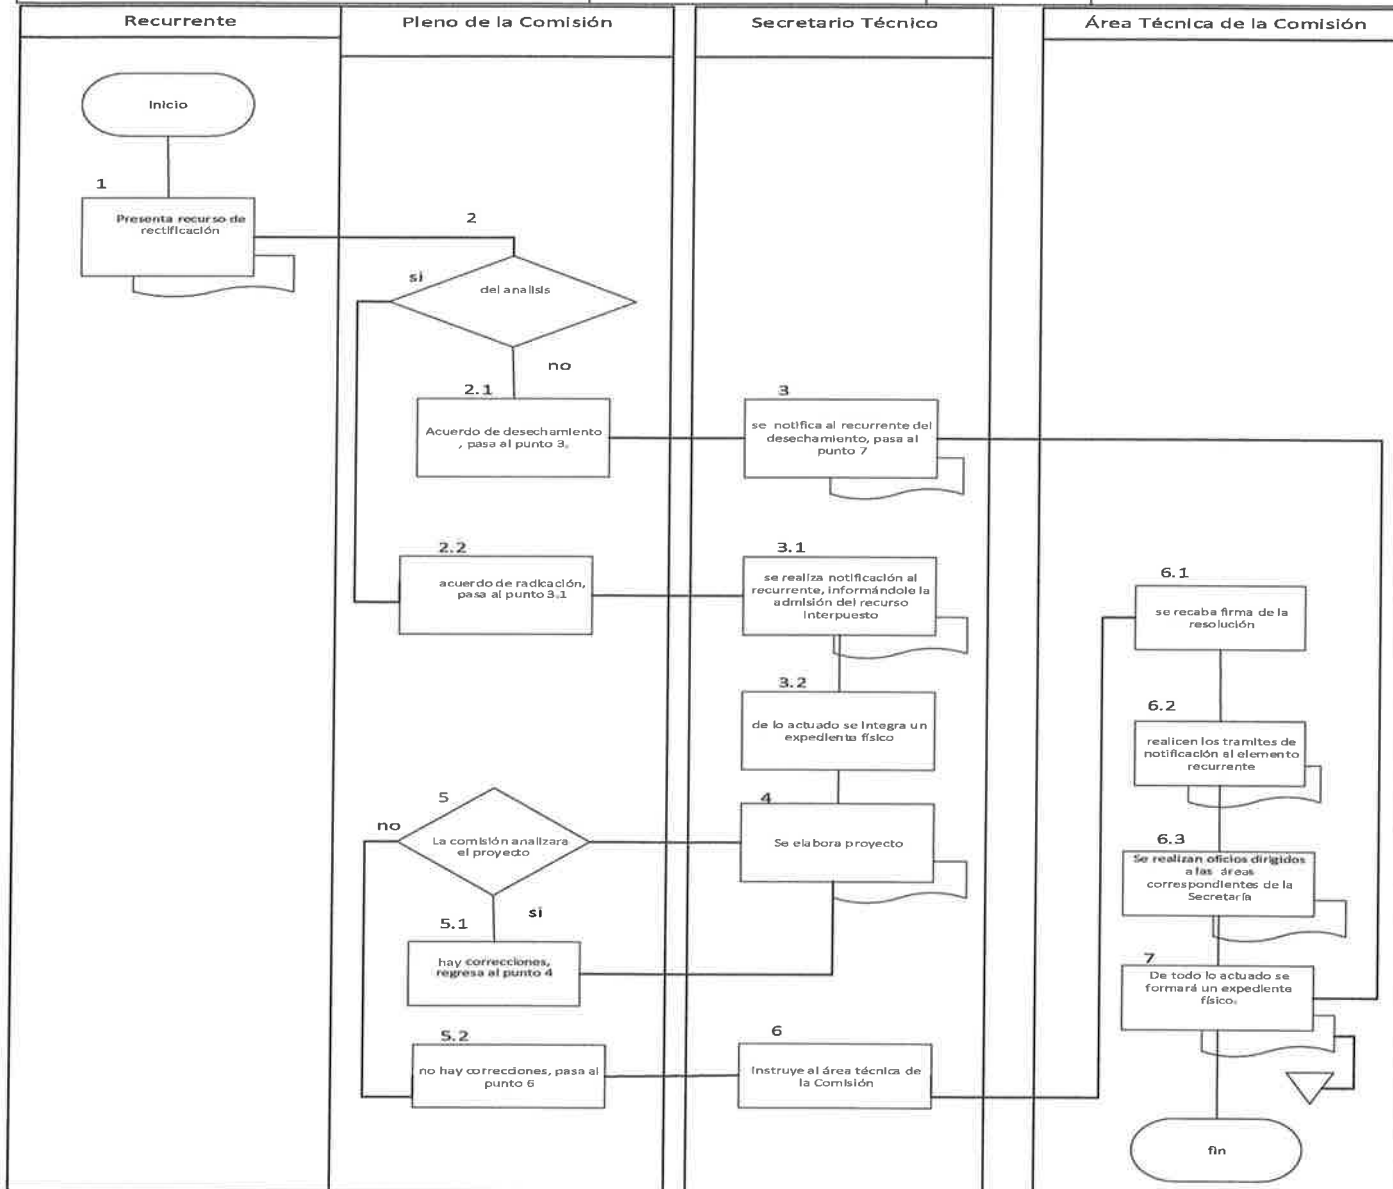 Recurrente
Pleno de la Comisión
Secretario Técnico
Área Técnica de la Comisión
Inicio
1
Presenta recurso de
rectificación
2
si
del analisis
no
2.1
Acuerdo de desechamiento
, pasa al punto 3.
3
se notifica al recurrente del
desechamiento, pasa al
punto 7
2.2
acuerdo de radicación,
pasa al punto 3.1
3.1
se realiza notificación al
recurrente, informándole la
admisión del recurso
interpuesto
3.2
de lo actuado se integra un
expediente físico
4
Se elabora proyecto
5
no
La comisión analizara
el proyecto
si
5.1
hay correcciones,
regresa al punto 4
5.2
no hay correcciones, pasa al
punto 6
6
Instruye al área técnica de
la Comisión
6.1
se recaba firma de la
resolución
6.2
realicen los tramites de
notificación al elemento
recurrente
6.3
Se realizan oficios dirigidos
a las áreas
correspondientes de la
Secretaría
7
De todo lo actuado se
formará un expediente
físico.
fin